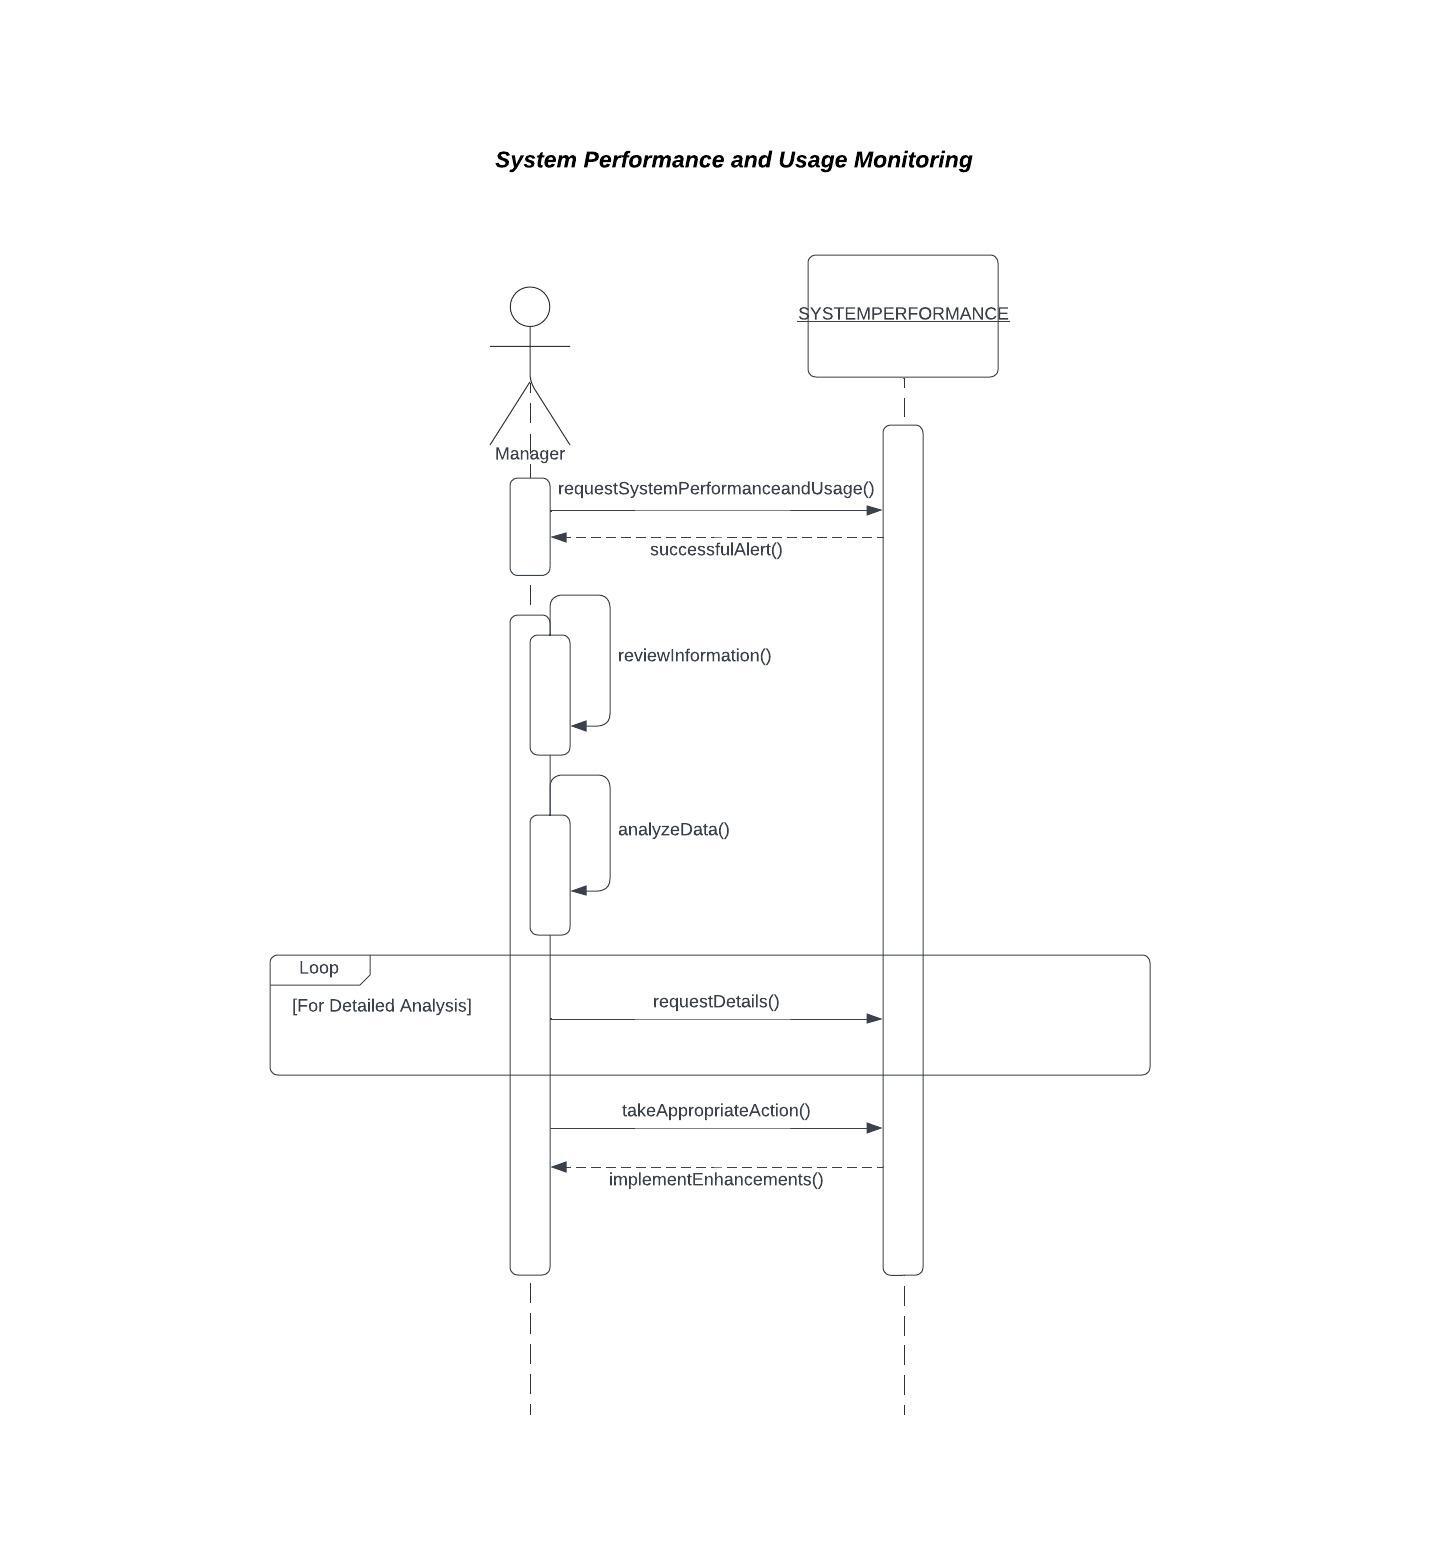 System Performance and Usage Monitoring
SYSTEMPERFORMANCE
Manager
requestSystemPerformanceandUsage()
successfulAlert()
reviewInformation()
analyzeData()
Loop
[For Detailed Analysis]
requestDetails()
takeAppropriateAction()
implementEnhancements()